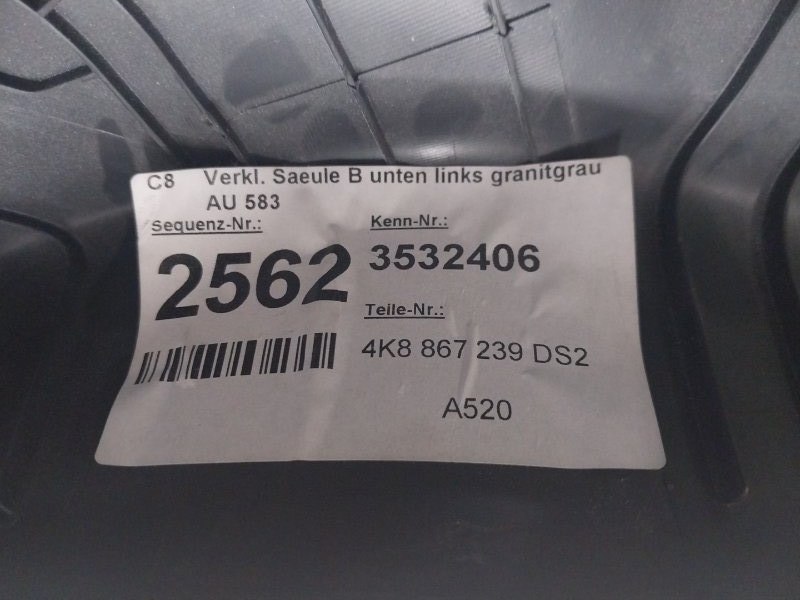 C8 Verkl. Saeule B unten links granitgrau
AU 583
Sequenz-Nr.: Kenn-Nr.:
2562 3532406
Teile-Nr.:
4K8 867 239 DS2
A520